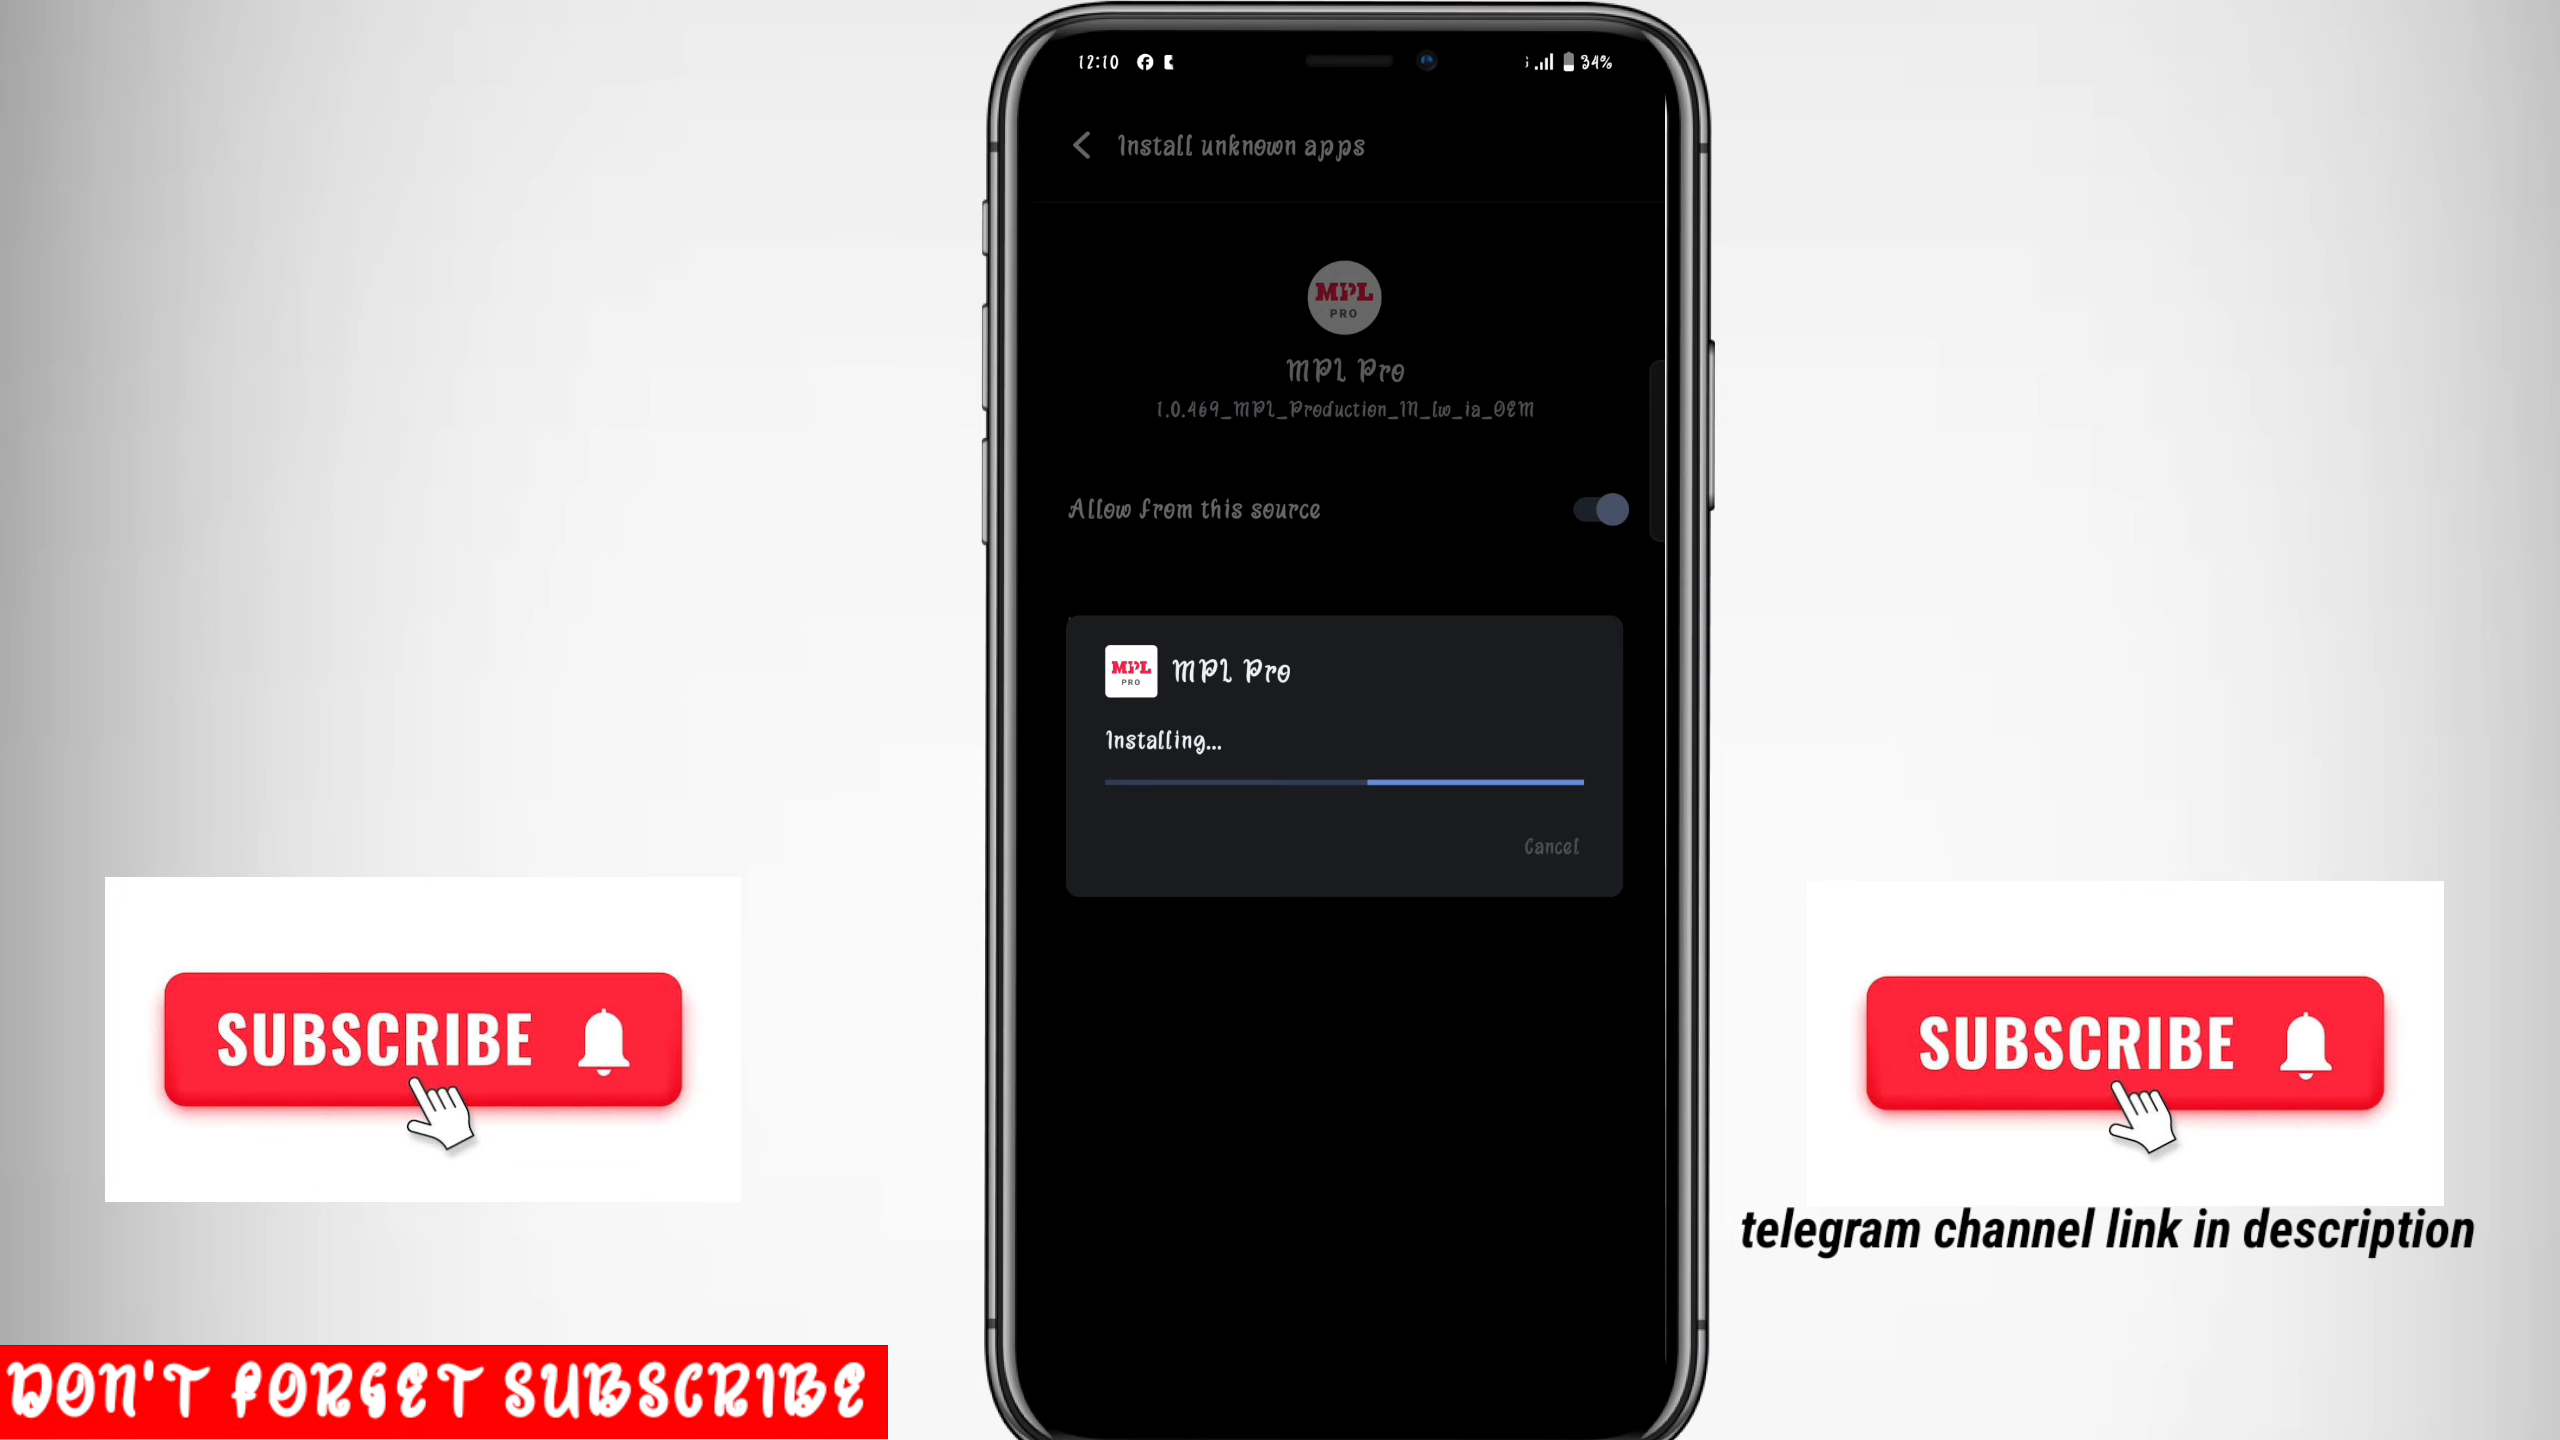 12:10
34%
Install unknown apps
MPL
PRO
MPL Pro
1.0.469_MPL_Production_IN_lw_ia_OEM
Allow from this source
MPL
PRO
MPL Pro
Installing...
Cancel
SUBSCRIBE
SUBSCRIBE
telegram channel link in description
DON'T FORGET SUBSCRIBE